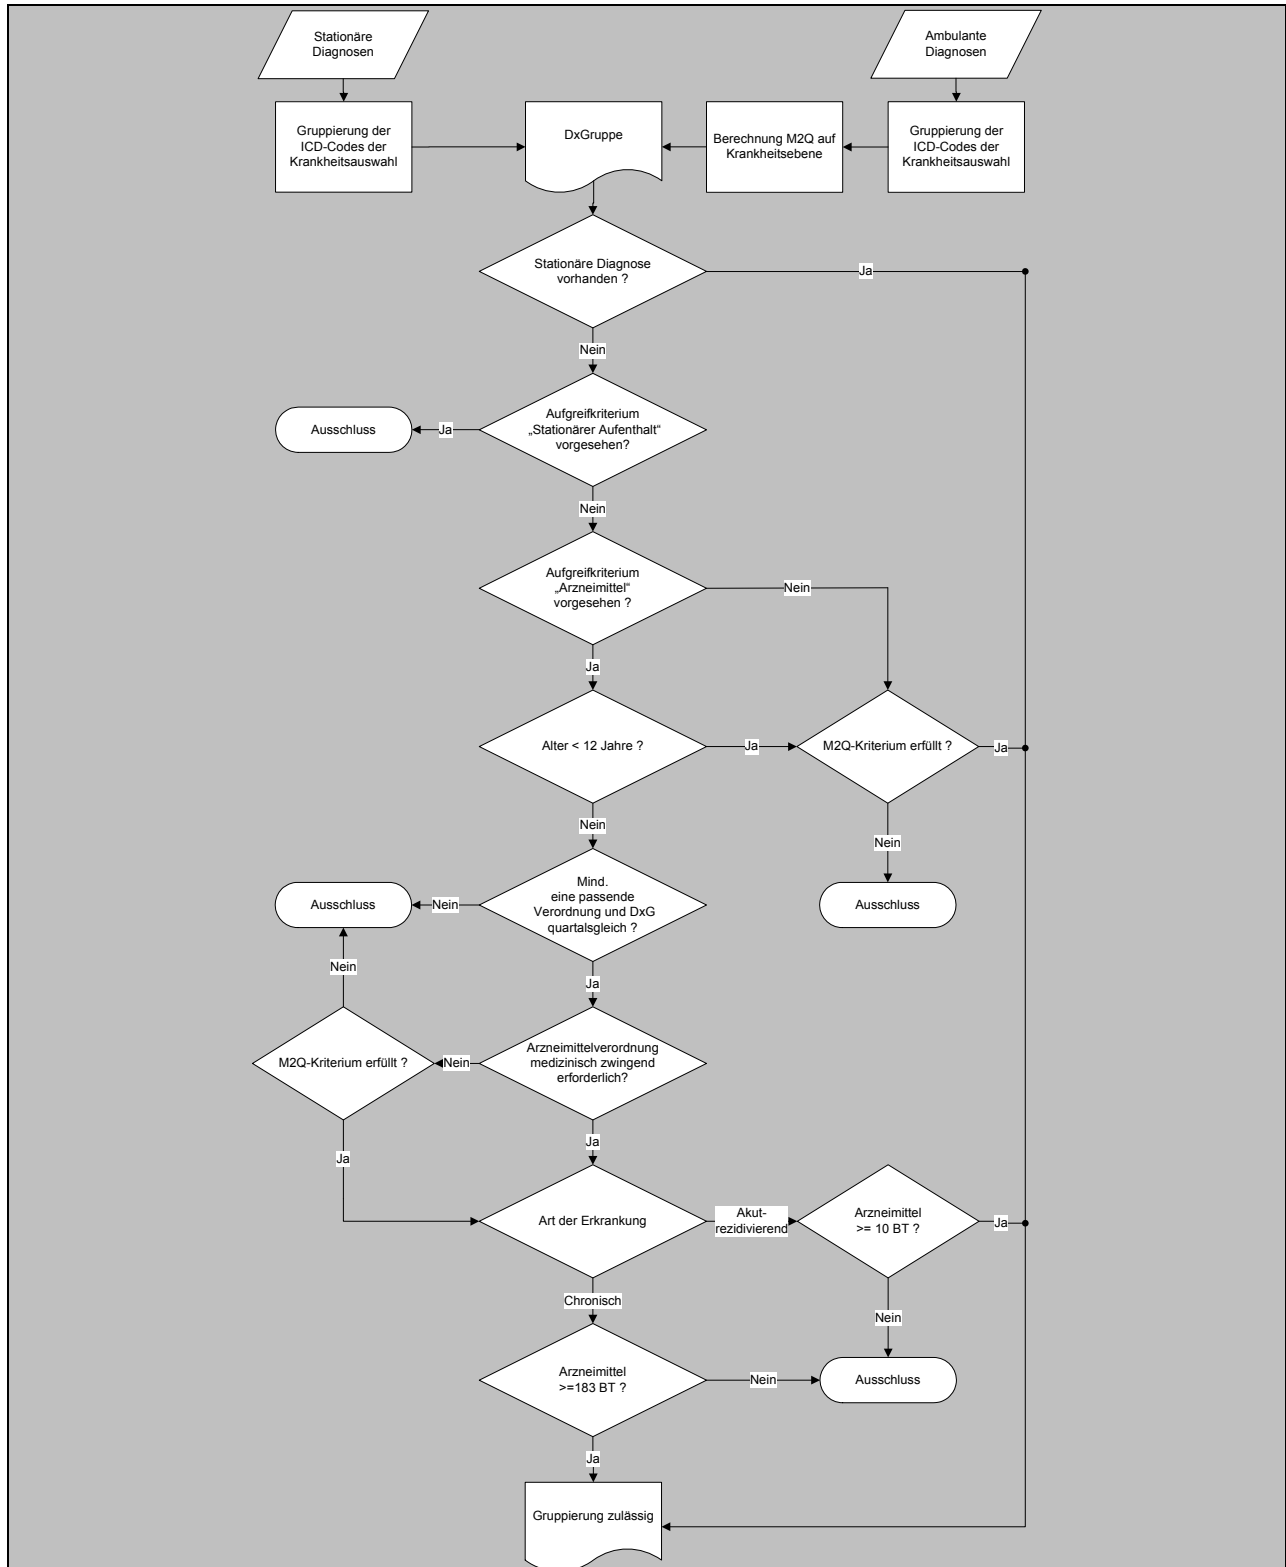 Stationäre
Diagnosen
Ambulante
Diagnosen
Gruppierung der
ICD-Codes der
Krankheitsauswahl
DxGruppe
Berechnung M2Q auf
Krankheitsebene
Gruppierung der
ICD-Codes der
Krankheitsauswahl
Stationäre Diagnose
vorhanden ?
Ja
Nein
Aufgreifkriterium
„Stationärer Aufenthalt“
vorgesehen?
Ja
Ausschluss
Nein
Aufgreifkriterium
„Arzneimittel“
vorgesehen ?
Nein
Ja
Alter < 12 Jahre ?
Ja
M2Q-Kriterium erfüllt ?
Ja
Nein
Nein
Ausschluss
Mind.
eine passende
Verordnung und DxG
quartalsgleich ?
Nein
Ausschluss
Nein
Ja
M2Q-Kriterium erfüllt ?
Nein
Arzneimittelverordnung
medizinisch zwingend
erforderlich?
Ja
Ja
Art der Erkrankung
Akut-
rezidivierend
Arzneimittel
>= 10 BT ?
Ja
Chronisch
Nein
Arzneimittel
>=183 BT ?
Nein
Ausschluss
Ja
Gruppierung zulässig